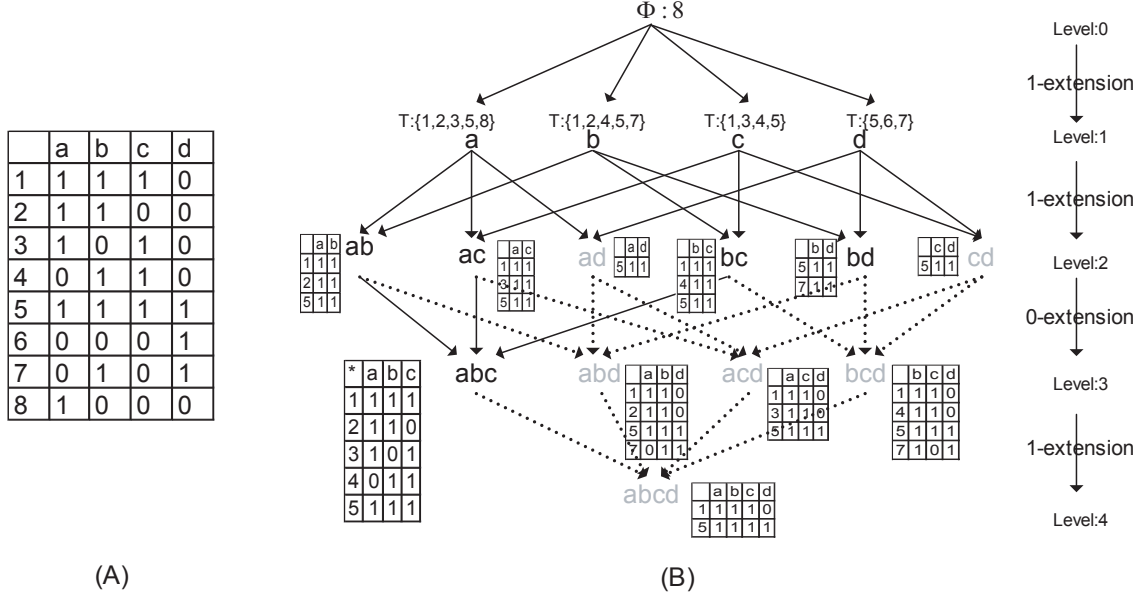 Φ : 8
Level:0
1-extension
T:{1,2,3,5,8}
T:{1,2,4,5,7}
T:{1,3,4,5}
T:{5,6,7}
a
b
c
d
Level:1
a b c d
1 1 1 1 0
2 1 1 0 0
3 1 0 1 0
4 0 1 1 0
5 1 1 1 1
6 0 0 0 1
7 0 1 0 1
8 1 0 0 0
1-extension
a b
1 1 1
2 1 1
5 1 1
ab
ac
a c
1 1 1
3 1 1
5 1 1
ad
a d
5 1 1
b c
1 1 1
4 1 1
5 1 1
bc
b d
5 1 1
7 1 1
bd
c d
5 1 1
cd
Level:2
0-extension
* a b c
1 1 1 1
2 1 1 0
3 1 0 1
4 0 1 1
5 1 1 1
abc
abd
a b d
1 1 1 0
2 1 1 0
5 1 1 1
7 0 1 1
acd
a c d
1 1 1 0
3 1 1 0
5 1 1 1
bcd
b c d
1 1 1 0
4 1 1 0
5 1 1 1
7 1 0 1
Level:3
1-extension
abcd
a b c d
1 1 1 1 0
5 1 1 1 1
Level:4
(A)
(B)